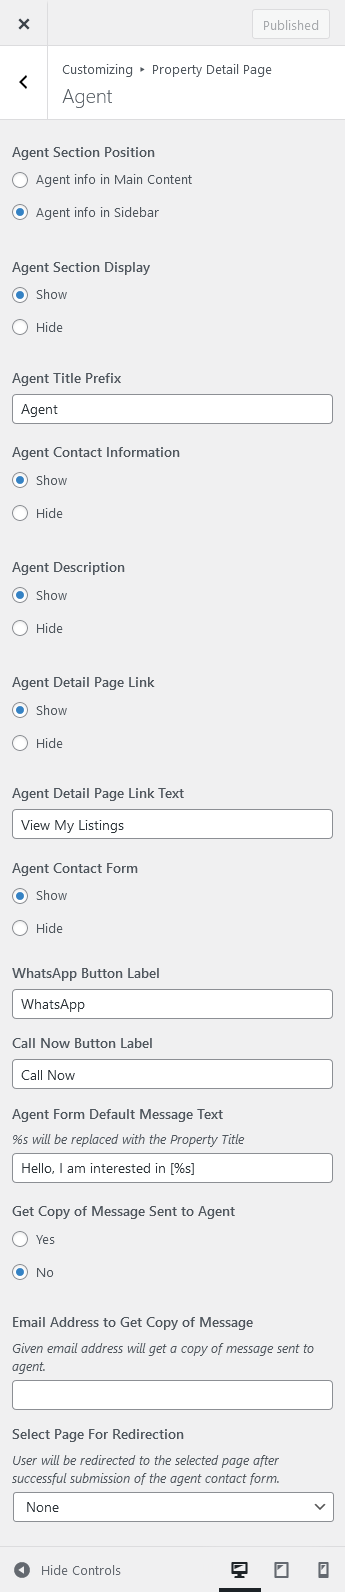 Published
Customizing ▸ Property Detail Page
Agent
Agent Section Position
Agent info in Main Content
Agent info in Sidebar
Agent Section Display
Show
Hide
Agent Title Prefix
Agent
Agent Contact Information
Show
Hide
Agent Description
Show
Hide
Agent Detail Page Link
Show
Hide
Agent Detail Page Link Text
View My Listings
Agent Contact Form
Show
Hide
WhatsApp Button Label
WhatsApp
Call Now Button Label
Call Now
Agent Form Default Message Text
%s will be replaced with the Property Title
Hello, I am interested in [%s]
Get Copy of Message Sent to Agent
Yes
No
Email Address to Get Copy of Message
Given email address will get a copy of message sent to
agent.
Select Page For Redirection
User will be redirected to the selected page after
successful submission of the agent contact form.
None
Hide Controls